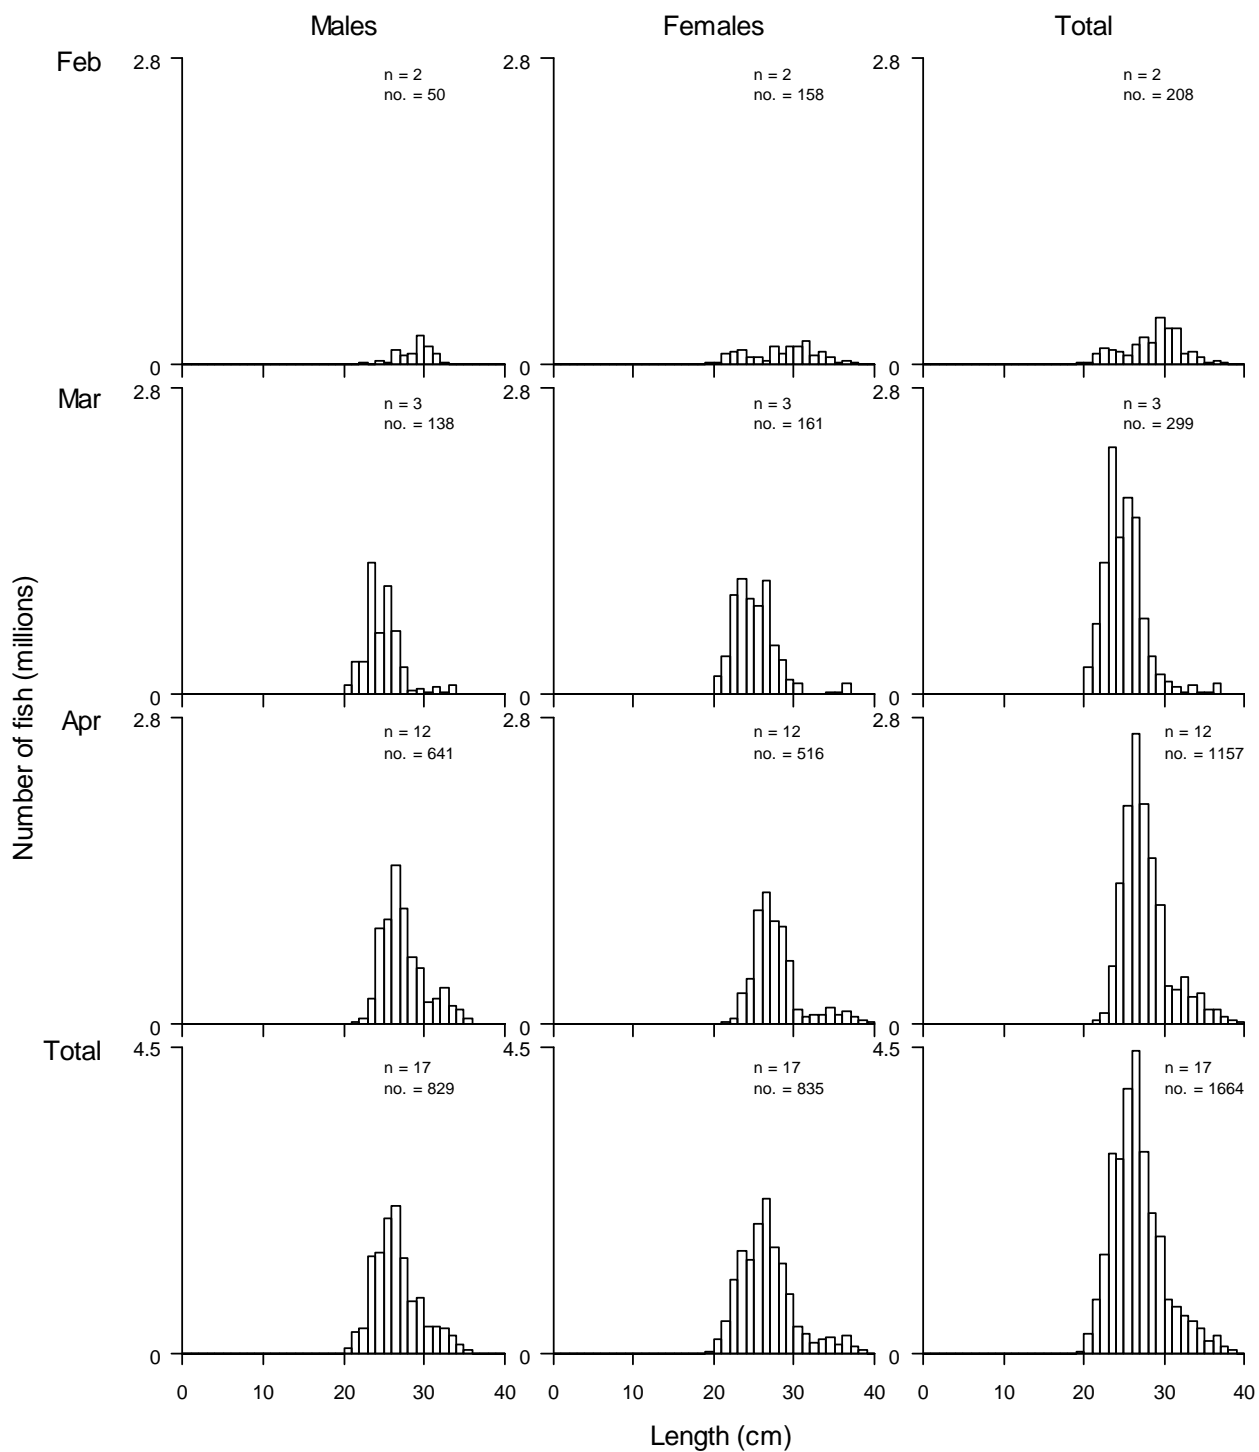 Males Females Total
Feb 2.8 2.8 2.8
n = 2 n = 2 n = 2
no. = 50 no. = 158 no. = 208
0 0 0
Mar 2.8 2.8 2.8
n = 3 n = 3 n = 3
no. = 138 no. = 161 no. = 299
0 0 0
Number of fish (millions)
Apr 2.8 2.8 2.8
n = 12 n = 12 n = 12
no. = 641 no. = 516 no. = 1157
0 0 0
Total 4.5 4.5 4.5
n = 17 n = 17 n = 17
no. = 829 no. = 835 no. = 1664
0 0 0
0 10 20 30 40 0 10 20 30 40 0 10 20 30 40
Length (cm)